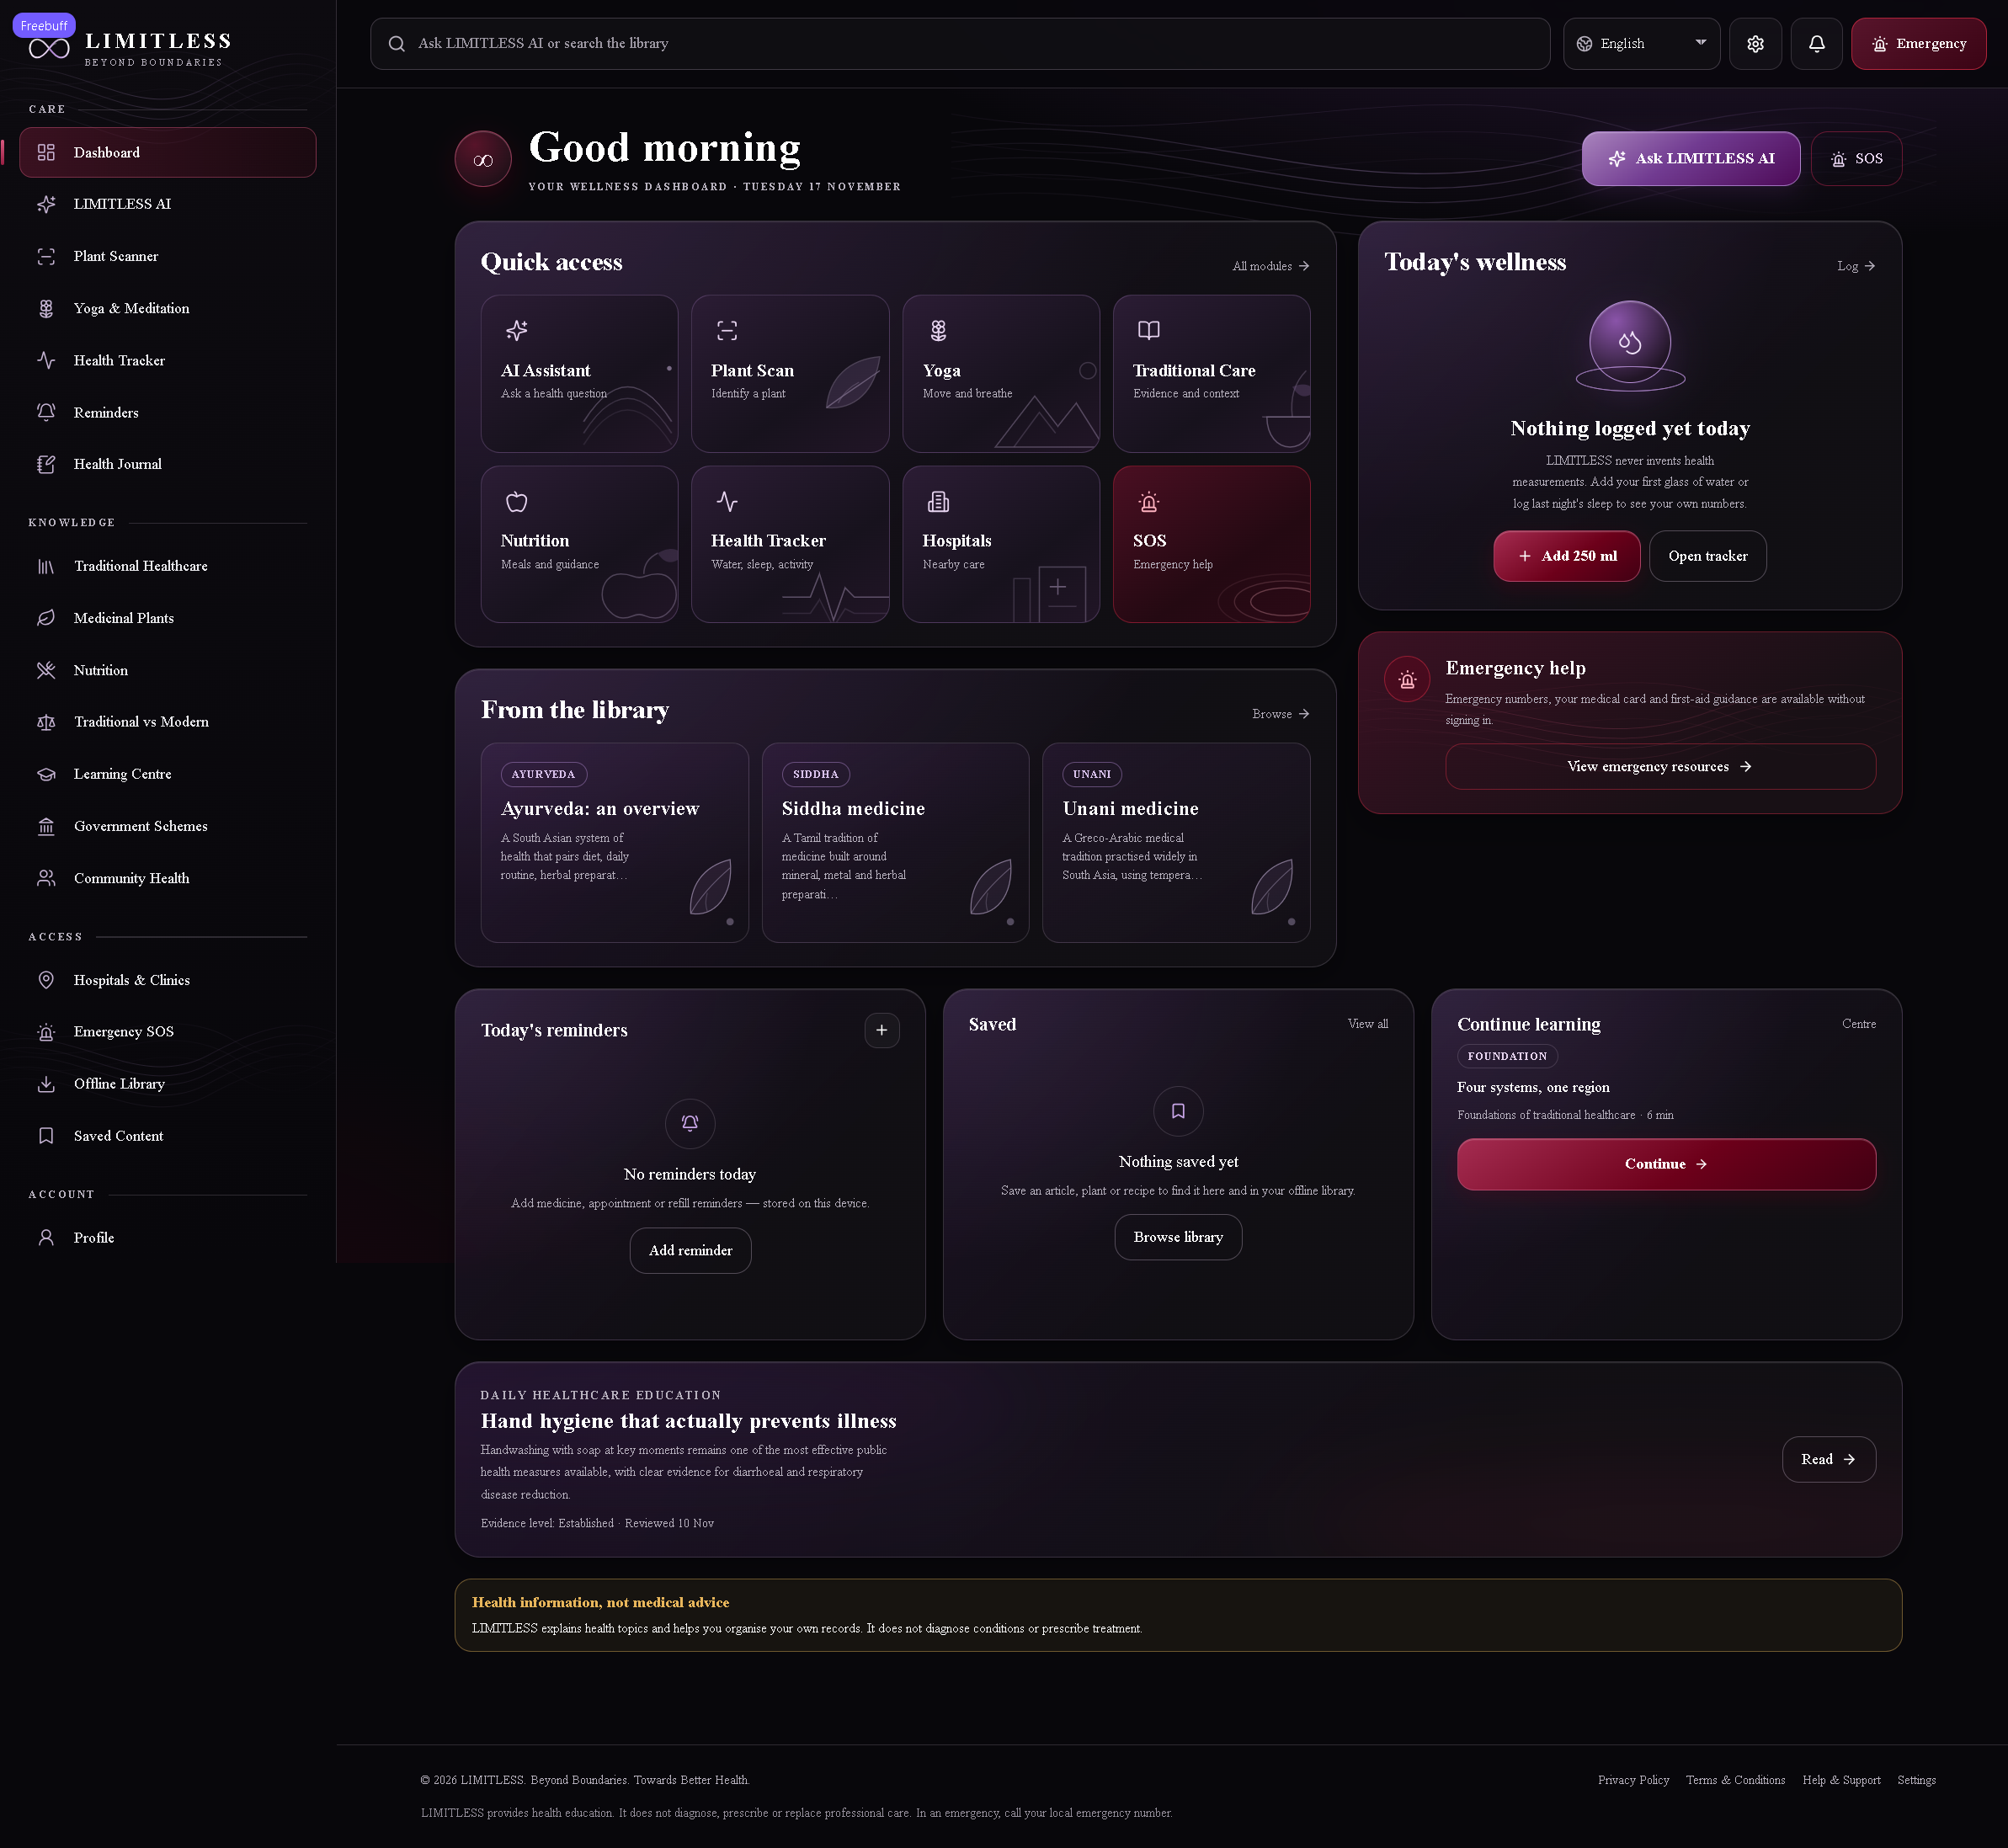 Freebuff
LIMITLESS
BEYOND BOUNDARIES
CARE
Dashboard
LIMITLESS AI
Plant Scanner
Yoga & Meditation
Health Tracker
Reminders
Health Journal
KNOWLEDGE
Traditional Healthcare
Medicinal Plants
Nutrition
Traditional vs Modern
Learning Centre
Government Schemes
Community Health
ACCESS
Hospitals & Clinics
Emergency SOS
Offline Library
Saved Content
ACCOUNT
Profile
Ask LIMITLESS AI or search the library
English
Emergency
Good morning
YOUR WELLNESS DASHBOARD · TUESDAY 17 NOVEMBER
Ask LIMITLESS AI
SOS
Quick access
All modules →
AI Assistant
Ask a health question
Plant Scan
Identify a plant
Yoga
Move and breathe
Traditional Care
Evidence and context
Nutrition
Meals and guidance
Health Tracker
Water, sleep, activity
Hospitals
Nearby care
SOS
Emergency help
Today's wellness
Log →
Nothing logged yet today
LIMITLESS never invents health
measurements. Add your first glass of water or
log last night's sleep to see your own numbers.
+ Add 250 ml
Open tracker
Emergency help
Emergency numbers, your medical card and first-aid guidance are available without
signing in.
View emergency resources →
From the library
Browse →
AYURVEDA
Ayurveda: an overview
A South Asian system of
health that pairs diet, daily
routine, herbal preparat…
SIDDHA
Siddha medicine
A Tamil tradition of
medicine built around
mineral, metal and herbal
preparati…
UNANI
Unani medicine
A Greco-Arabic medical
tradition practised widely in
South Asia, using tempera…
Today's reminders
+
No reminders today
Add medicine, appointment or refill reminders — stored on this device.
Add reminder
Saved
View all
Nothing saved yet
Save an article, plant or recipe to find it here and in your offline library.
Browse library
Continue learning
Centre
FOUNDATION
Four systems, one region
Foundations of traditional healthcare · 6 min
Continue →
DAILY HEALTHCARE EDUCATION
Hand hygiene that actually prevents illness
Handwashing with soap at key moments remains one of the most effective public
health measures available, with clear evidence for diarrhoeal and respiratory
disease reduction.
Evidence level: Established · Reviewed 10 Nov
Read →
Health information, not medical advice
LIMITLESS explains health topics and helps you organise your own records. It does not diagnose conditions or prescribe treatment.
© 2026 LIMITLESS. Beyond Boundaries. Towards Better Health.
Privacy Policy
Terms & Conditions
Help & Support
Settings
LIMITLESS provides health education. It does not diagnose, prescribe or replace professional care. In an emergency, call your local emergency number.